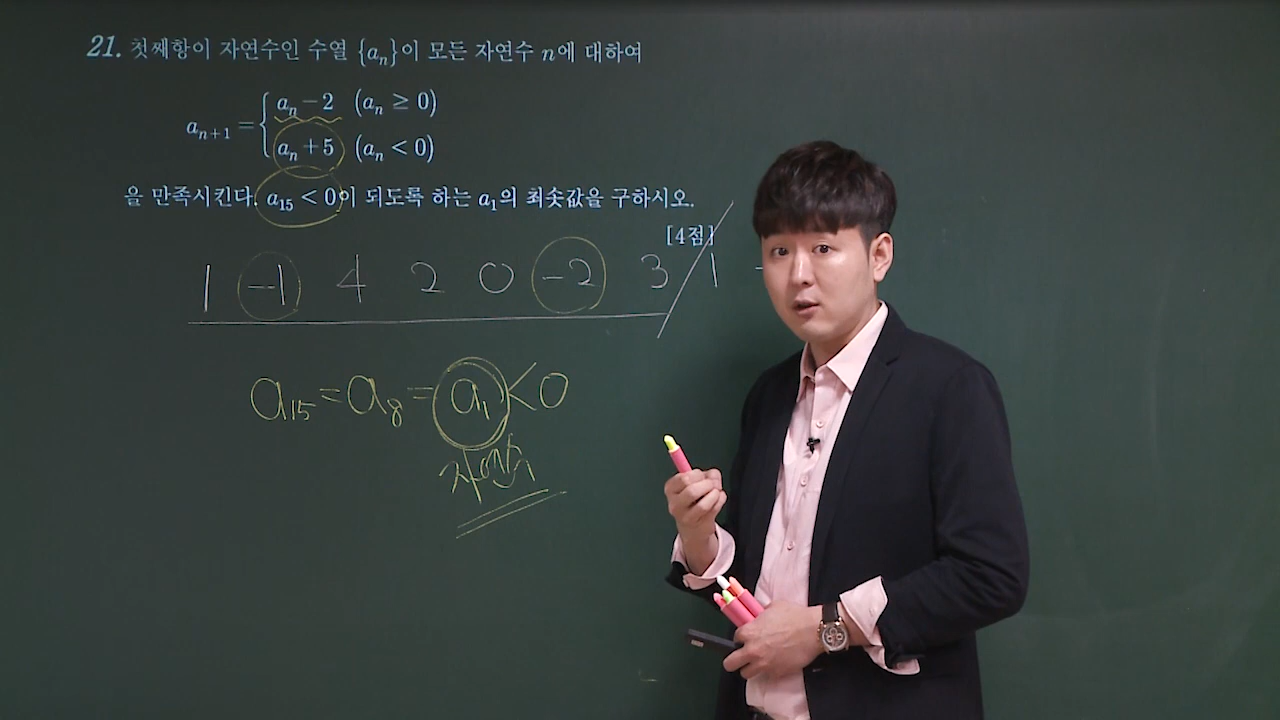 21. 첫째항이 자연수인 수열 {aₙ}이 모든 자연수 n에 대하여
aₙ₊₁ = { aₙ − 2 (aₙ ≥ 0)
aₙ + 5 (aₙ < 0)
을 만족시킨다. a₁₅ < 0이 되도록 하는 a₁의 최솟값을 구하시오.
[4점]
1 −1 4 2 0 −2 3 / 1 −
a₁₅ = a₈ = a₁ < 0
자연수